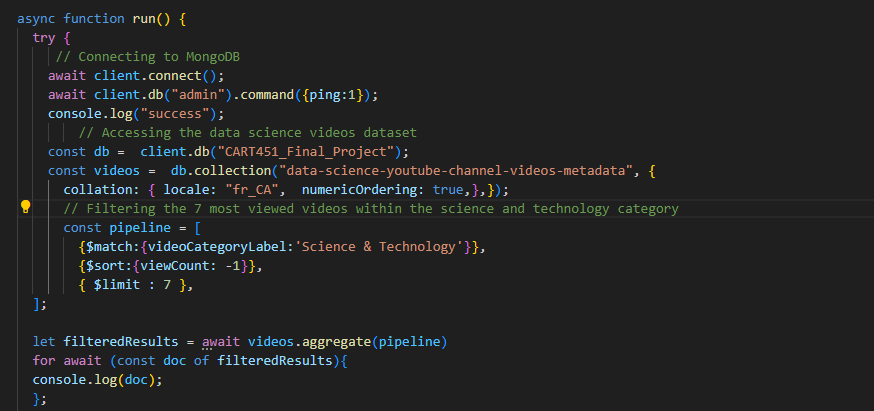 async function run() {
try {
// Connecting to MongoDB
await client.connect();
await client.db("admin").command({ping:1});
console.log("success");
// Accessing the data science videos dataset
const db =  client.db("CART451_Final_Project");
const videos =  db.collection("data-science-youtube-channel-videos-metadata", {
collation: { locale: "fr_CA",  numericOrdering: true,},});
// Filtering the 7 most viewed videos within the science and technology category
const pipeline = [
{$match:{videoCategoryLabel:'Science & Technology'}},
{$sort:{viewCount: -1}},
{ $limit : 7 },
];
let filteredResults = await videos.aggregate(pipeline)
for await (const doc of filteredResults){
console.log(doc);
};